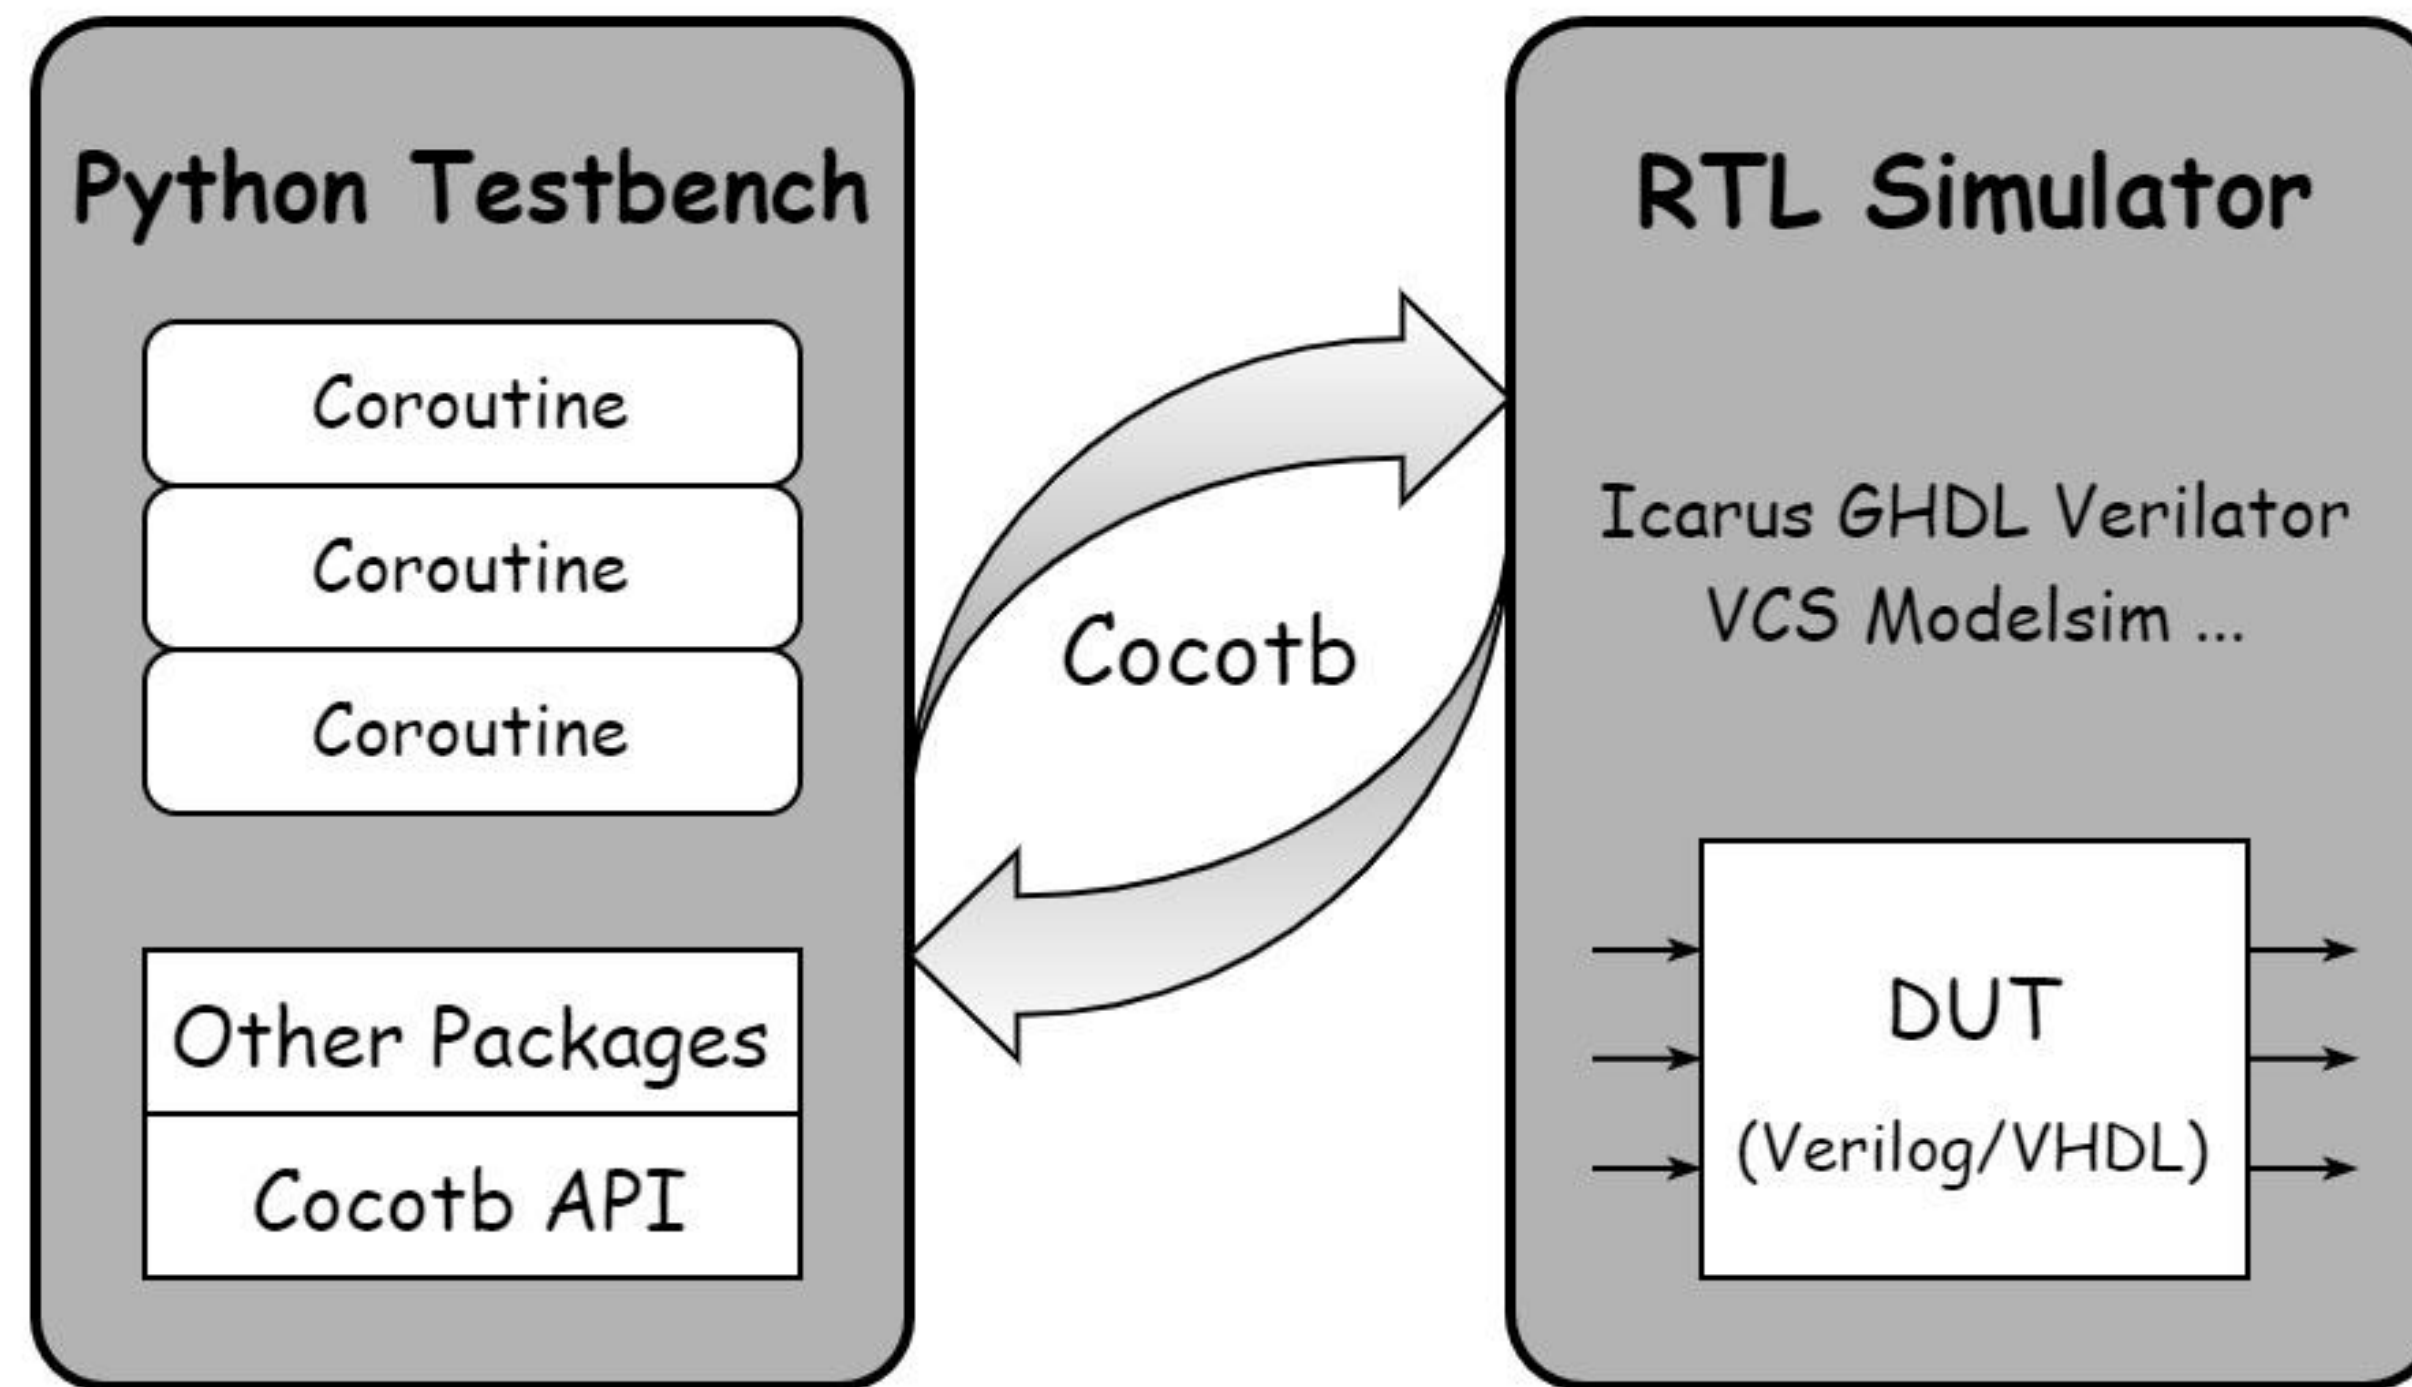 Python Testbench
Coroutine
Coroutine
Coroutine
Other Packages
Cocotb API
Cocotb
RTL Simulator
Icarus GHDL Verilator
VCS Modelsim ...
DUT
(Verilog/VHDL)